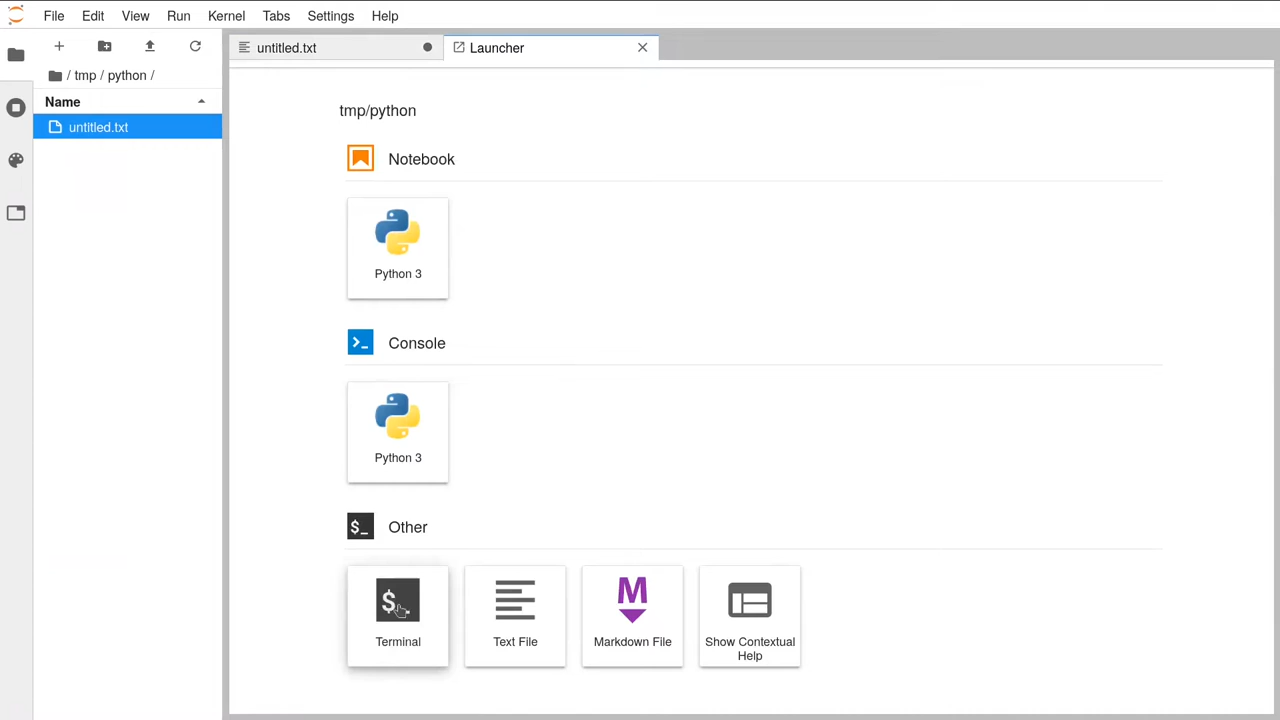 File Edit View Run Kernel Tabs Settings Help
/ tmp / python /
Name
untitled.txt
untitled.txt
Launcher
tmp/python
Notebook
Python 3
Console
Python 3
$_ Other
$
Terminal
Text File
M
Markdown File
Show Contextual
Help